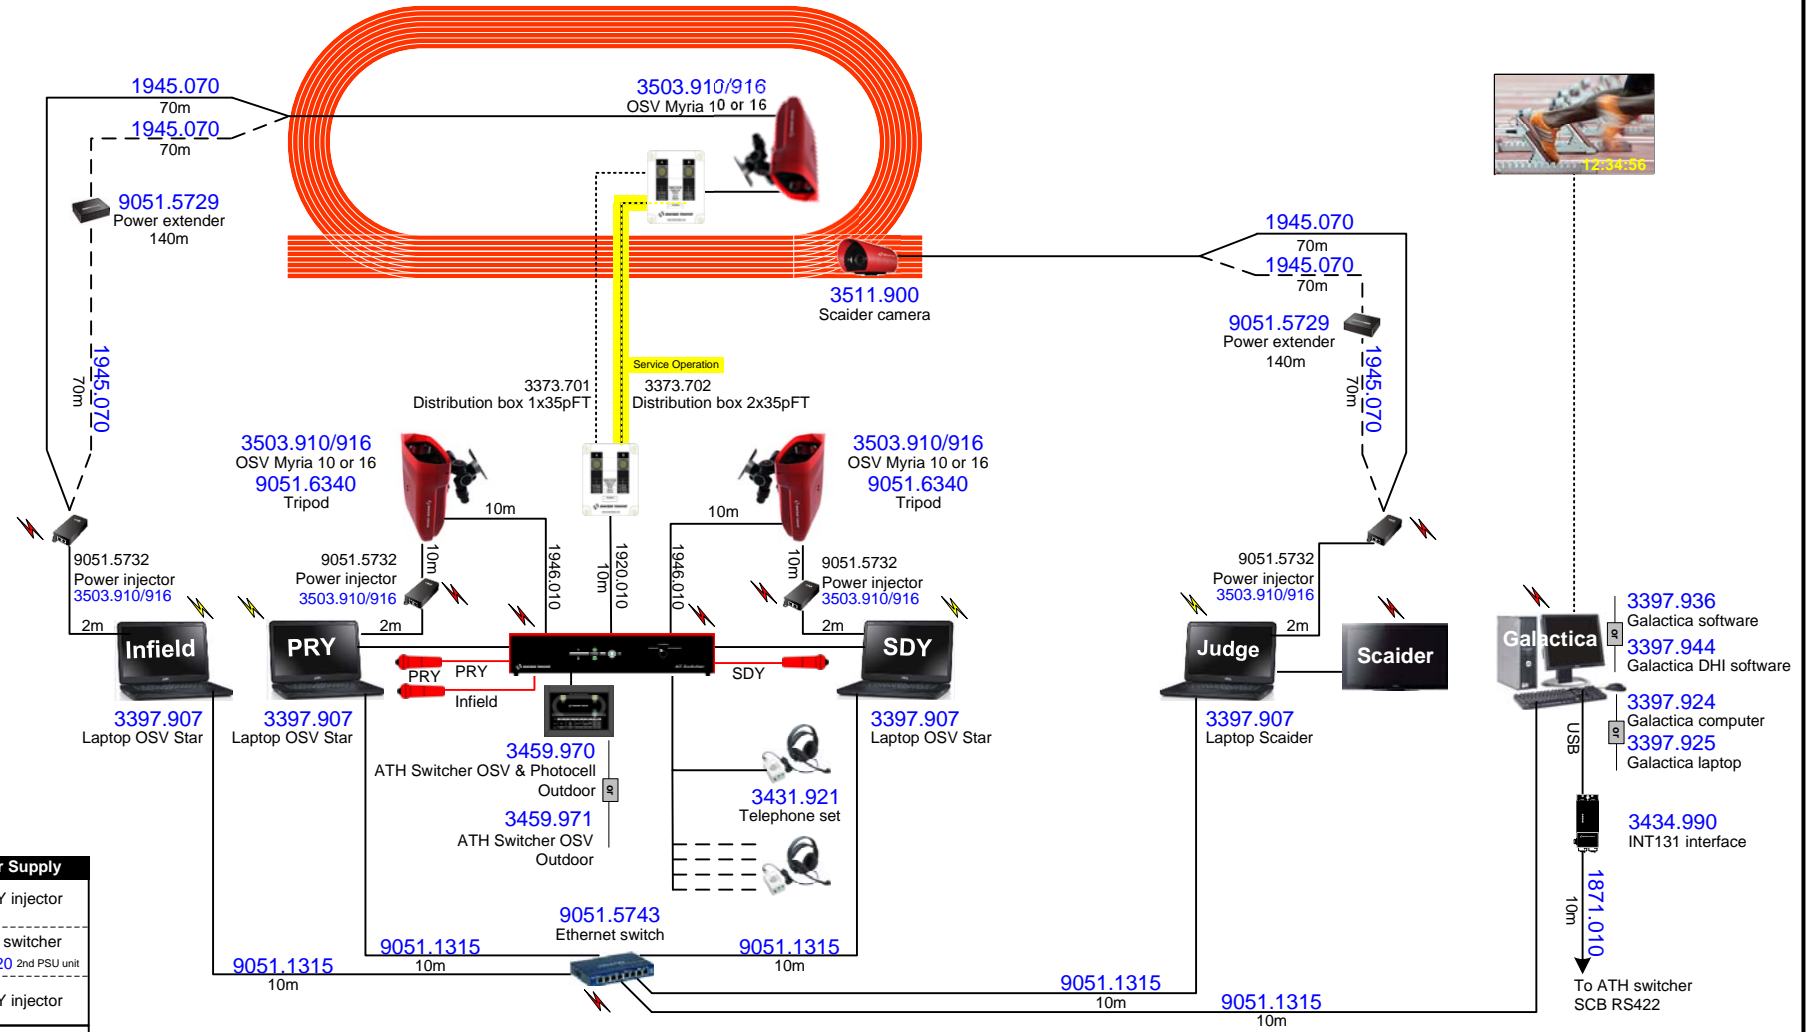 1945.070
70m
1945.070
70m
3503.910/916
OSV Myria 10 or 16
12:34:56
9051.5729
Power extender
140m
1945.070
70m
1945.070
70m
3511.900
Scaider camera
9051.5729
Power extender
140m
1945.070
70m
1945.070
70m
Service Operation
3373.701
Distribution box 1x35pFT
3373.702
Distribution box 2x35pFT
3503.910/916
OSV Myria 10 or 16
9051.6340
Tripod
3503.910/916
OSV Myria 10 or 16
9051.6340
Tripod
10m
10m
10m
1946.010
1920.010
10m
1946.010
10m
9051.5732
Power injector
3503.910/916
2m
9051.5732
Power injector
3503.910/916
2m
9051.5732
Power injector
3503.910/916
2m
9051.5732
Power injector
3503.910/916
2m
Infield
PRY
SDY
Judge
Scaider
Galactica
PRY
PRY
Infield
SDY
3397.936
Galactica software
or
3397.944
Galactica DHI software
3397.924
Galactica computer
or
3397.925
Galactica laptop
3397.907
Laptop OSV Star
3397.907
Laptop OSV Star
3397.907
Laptop OSV Star
3397.907
Laptop Scaider
USB
3459.970
ATH Switcher OSV & Photocell
Outdoor
or
3459.971
ATH Switcher OSV
Outdoor
3431.921
Telephone set
3434.990
INT131 interface
1871.010
10m
To ATH switcher
SCB RS422
9051.5743
Ethernet switch
9051.1315
10m
9051.1315
10m
9051.1315
10m
9051.1315
10m
9051.1315
10m
r Supply
Y injector
switcher
20 2nd PSU unit
Y injector